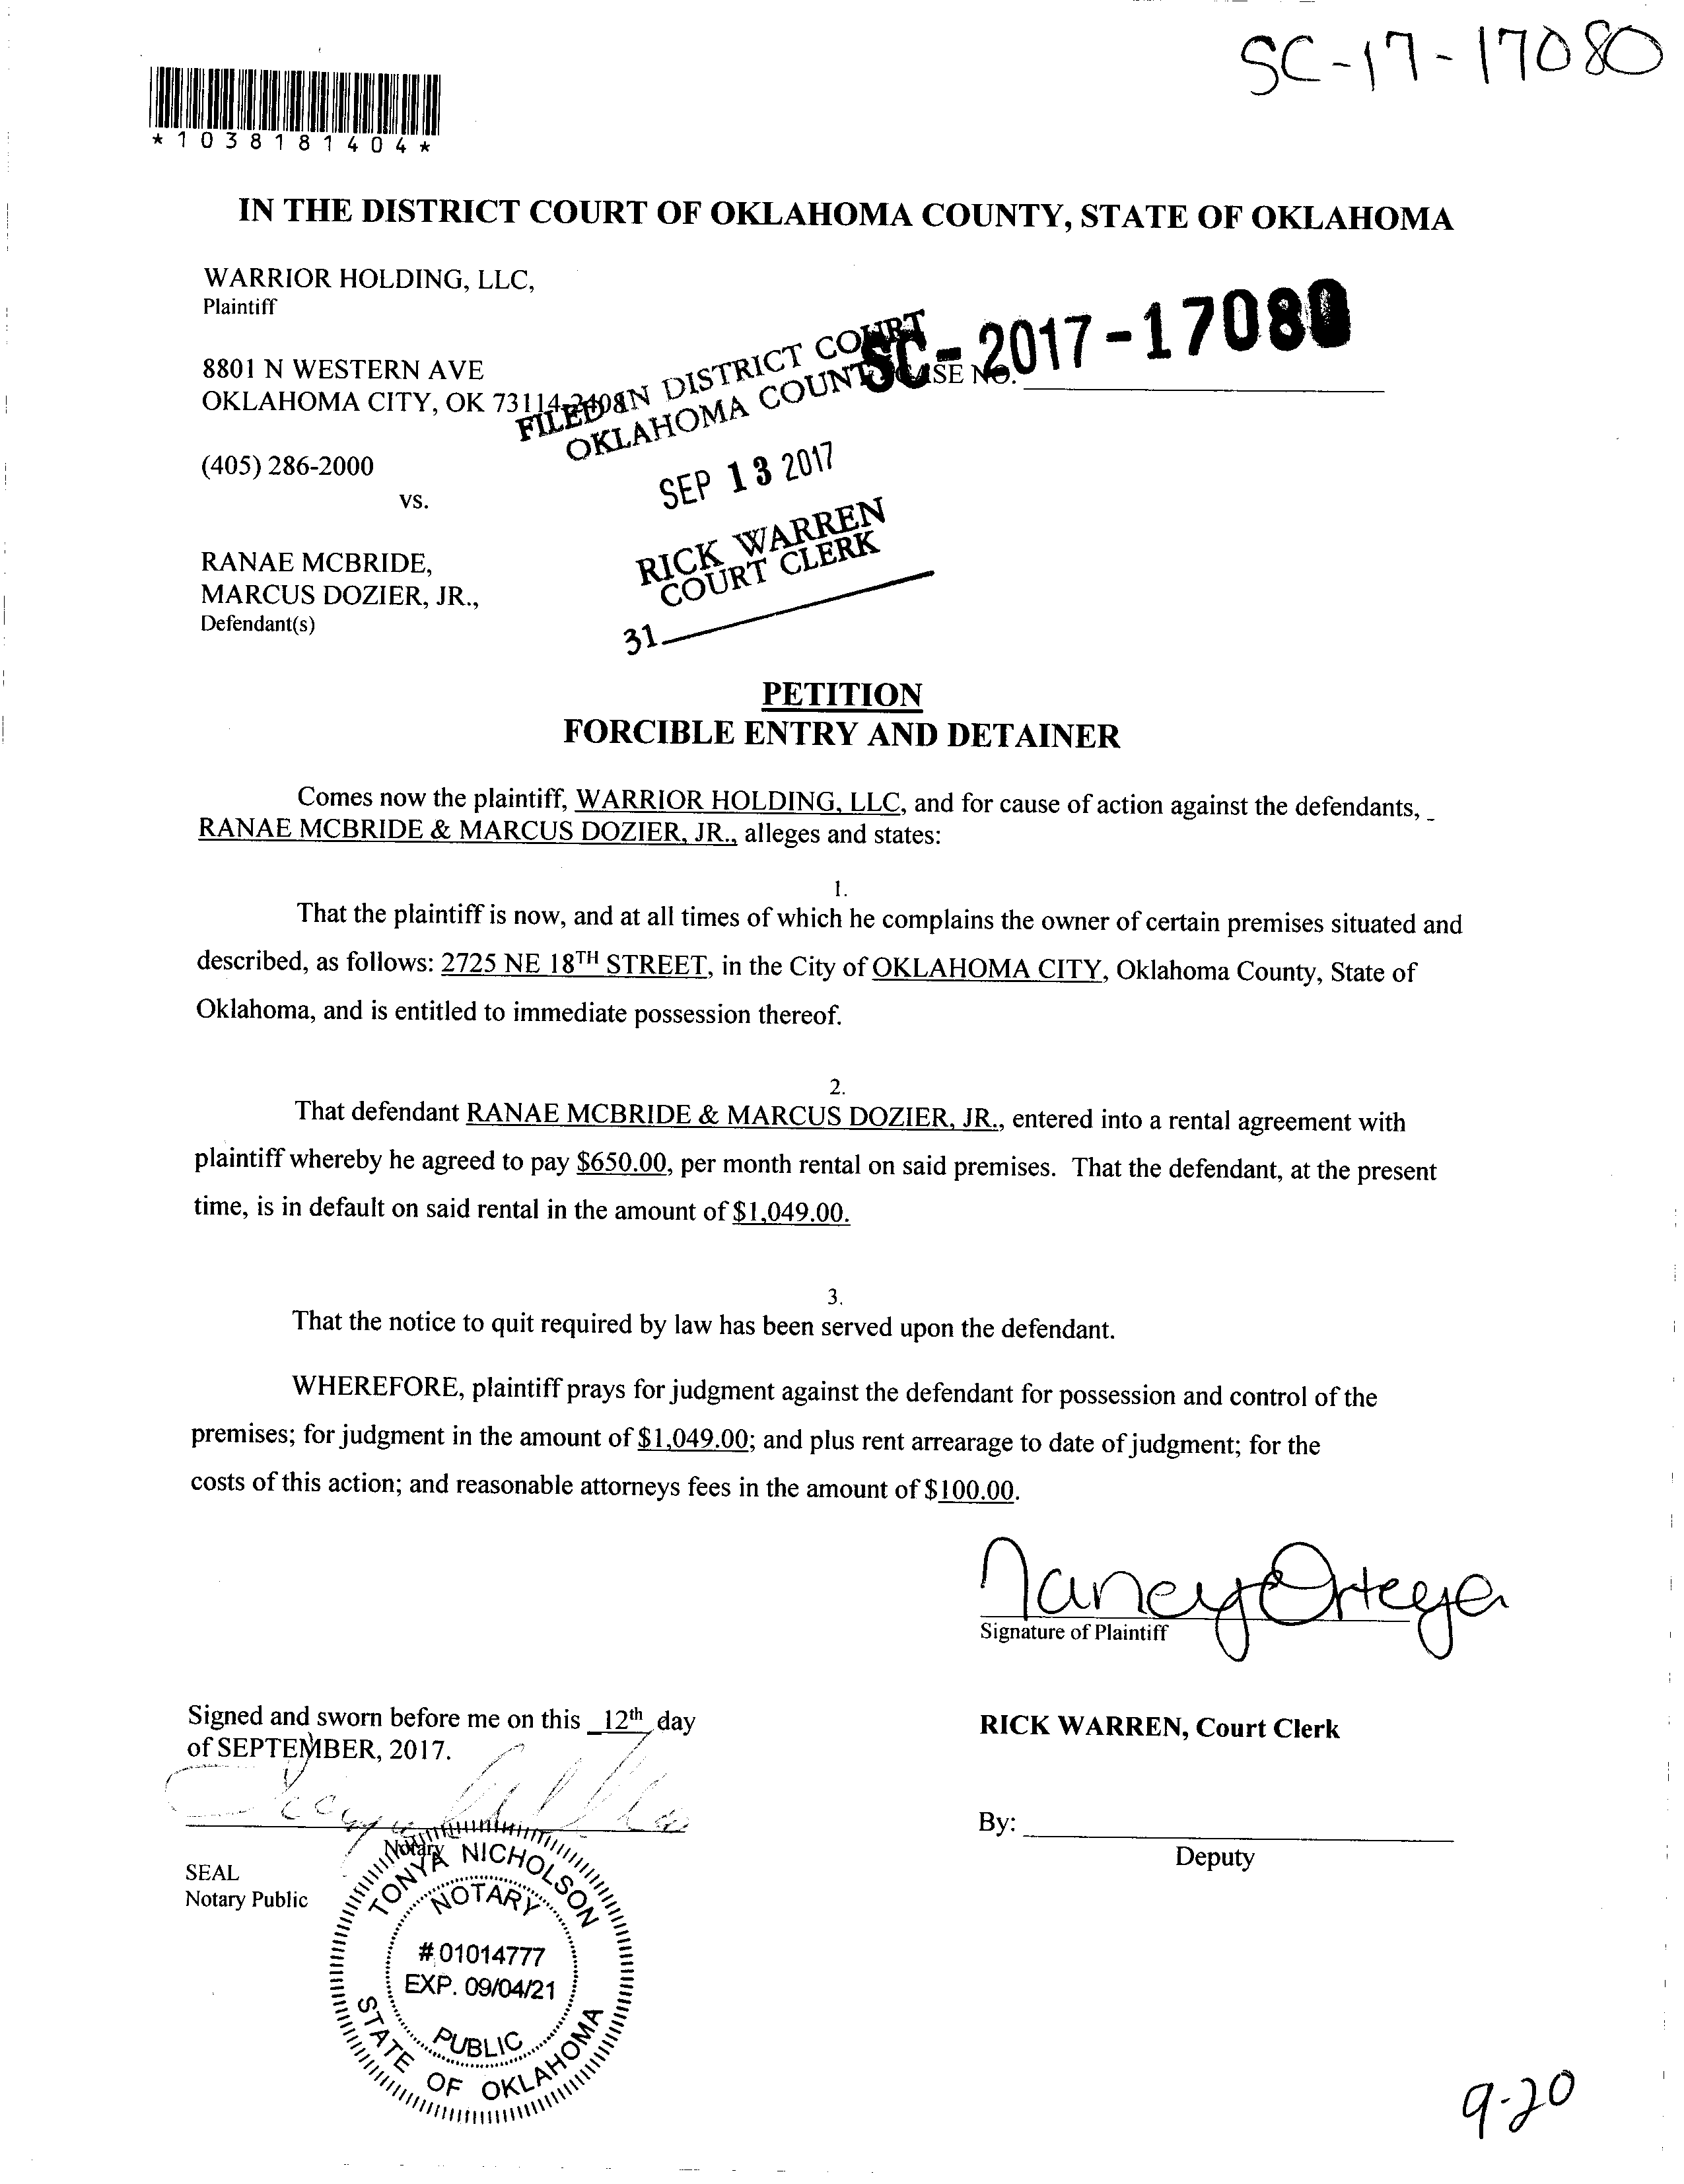 SC-17-17080
*1038181404*
IN THE DISTRICT COURT OF OKLAHOMA COUNTY, STATE OF OKLAHOMA
WARRIOR HOLDING, LLC,
Plaintiff
8801 N WESTERN AVE
OKLAHOMA CITY, OK 73114-2408
(405) 286-2000
vs.
RANAE MCBRIDE,
MARCUS DOZIER, JR.,
Defendant(s)
FILED IN DISTRICT COURT
OKLAHOMA COUNTY
SEP 13 2017
RICK WARREN
COURT CLERK
31
CASE NO.
SC-2017-17080
PETITION
FORCIBLE ENTRY AND DETAINER
Comes now the plaintiff, WARRIOR HOLDING, LLC, and for cause of action against the defendants,
RANAE MCBRIDE & MARCUS DOZIER, JR., alleges and states:
1.
That the plaintiff is now, and at all times of which he complains the owner of certain premises situated and
described, as follows: 2725 NE 18TH STREET, in the City of OKLAHOMA CITY, Oklahoma County, State of
Oklahoma, and is entitled to immediate possession thereof.
2.
That defendant RANAE MCBRIDE & MARCUS DOZIER, JR., entered into a rental agreement with
plaintiff whereby he agreed to pay $650.00, per month rental on said premises. That the defendant, at the present
time, is in default on said rental in the amount of $1,049.00.
3.
That the notice to quit required by law has been served upon the defendant.
WHEREFORE, plaintiff prays for judgment against the defendant for possession and control of the
premises; for judgment in the amount of $1,049.00; and plus rent arrearage to date of judgment; for the
costs of this action; and reasonable attorneys fees in the amount of $100.00.
Nancy Ortega
Signature of Plaintiff
Signed and sworn before me on this 12th day
of SEPTEMBER, 2017.
RICK WARREN, Court Clerk
By:
Deputy
Notary
SEAL
Notary Public
TONYA NICHOLSON
NOTARY
# 01014777
EXP. 09/04/21
PUBLIC
STATE OF OKLAHOMA
9-20